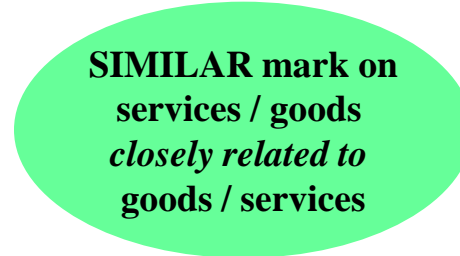 SIMILAR mark on
services / goods
closely related to
goods / services